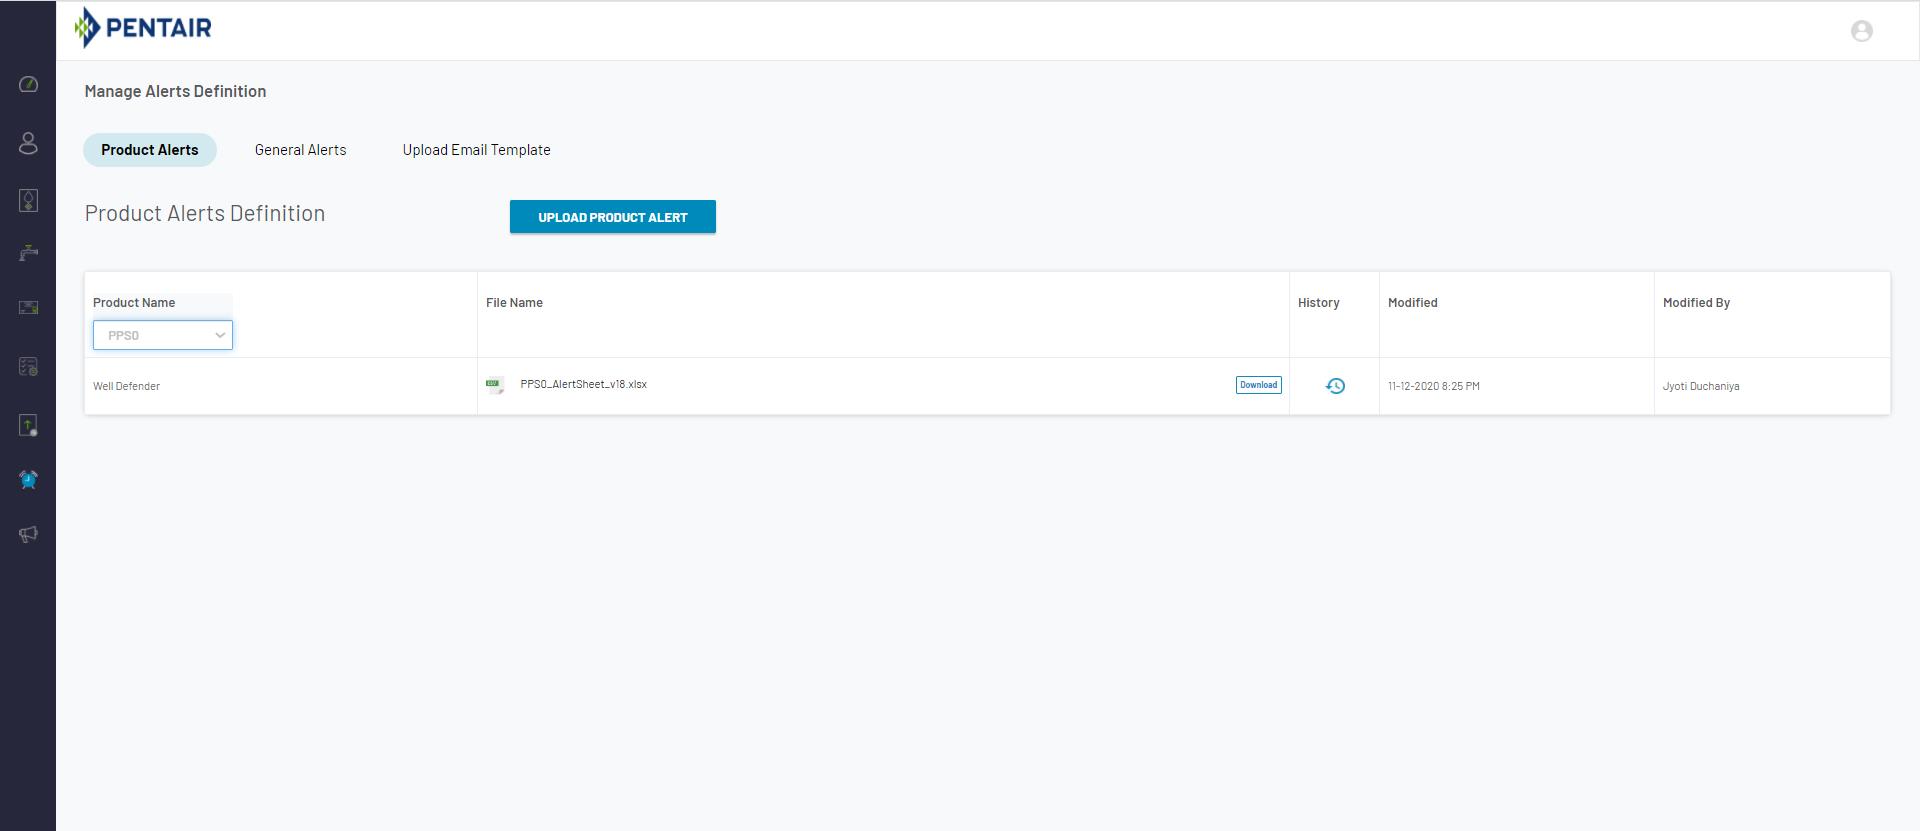 PENTAIR
Manage Alerts Definition
Product Alerts
General Alerts
Upload Email Template
Product Alerts Definition
UPLOAD PRODUCT ALERT
Product Name
File Name
History
Modified
Modified By
PPS0
Well Defender
PPS0_AlertSheet_v18.xlsx
Download
11-12-2020 8:25 PM
Jyoti Duchaniya